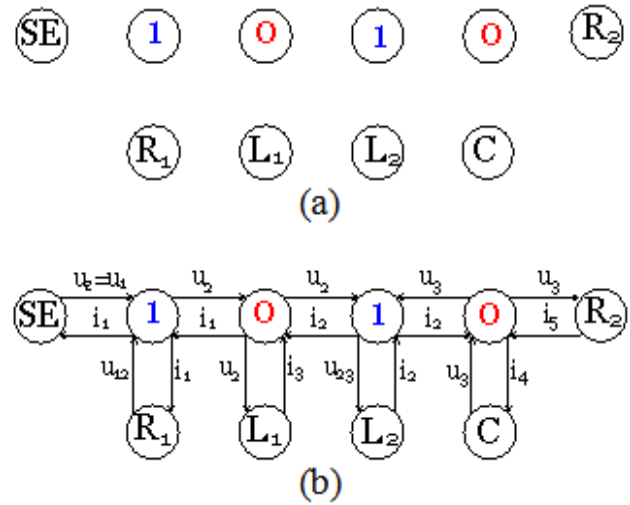 SE 1 0 1 0 R₂
R₁ L₁ L₂ C
(a)
uₑ=u₁ u₂ u₂ u₃ u₃
SE 1 0 1 0 R₂
i₁ i₁ i₂ i₂ i₅
u₁₂ i₁ u₂ i₃ u₂₃ i₂ u₃ i₄
R₁ L₁ L₂ C
(b)